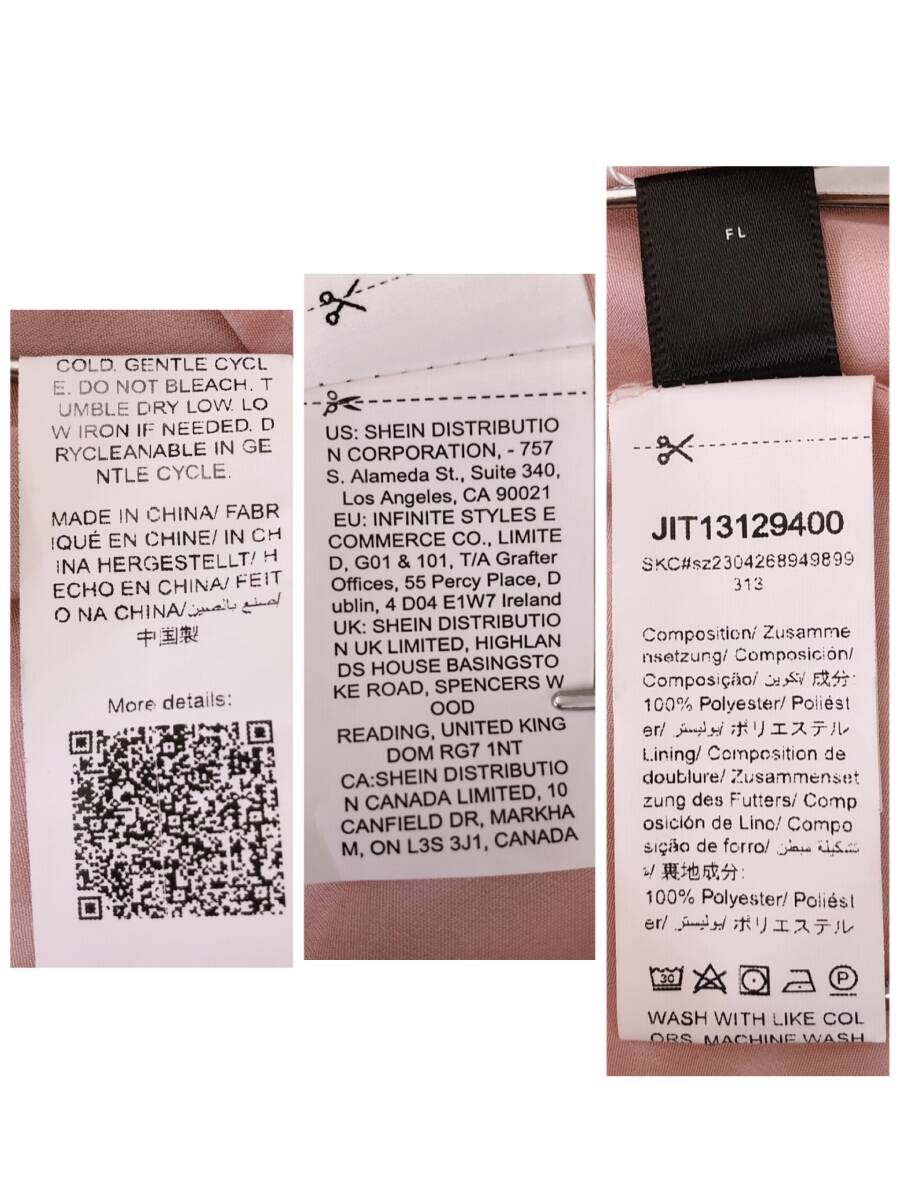 COLD. GENTLE CYCL
E. DO NOT BLEACH. T
UMBLE DRY LOW. LO
W IRON IF NEEDED. D
RYCLEANABLE IN GE
NTLE CYCLE.
MADE IN CHINA/ FABR
IQUÉ EN CHINE/ IN CH
INA HERGESTELLT/ H
ECHO EN CHINA/ FEIT
O NA CHINA/صنع بالصين/
中国製
More details:
US: SHEIN DISTRIBUTIO
N CORPORATION, - 757
S. Alameda St., Suite 340,
Los Angeles, CA 90021
EU: INFINITE STYLES E
COMMERCE CO., LIMITE
D, G01 & 101, T/A Grafter
Offices, 55 Percy Place, D
ublin, 4 D04 E1W7 Ireland
UK: SHEIN DISTRIBUTIO
N UK LIMITED, HIGHLAN
DS HOUSE BASINGSTO
KE ROAD, SPENCERS W
OOD
READING, UNITED KING
DOM RG7 1NT
CA:SHEIN DISTRIBUTIO
N CANADA LIMITED, 10
CANFIELD DR, MARKHA
M, ON L3S 3J1, CANADA
FL
JIT13129400
SKC#sz2304268949899
313
Composition/ Zusamme
nsetzung/ Composición/
Composição/ تكوين/ 成分:
100% Polyester/ Poliést
er/ بوليستر/ ポリエステル
Lining/ Composition de
doublure/ Zusammenset
zung des Futters/ Comp
osición de Lino/ Compo
sição de forro/ تشكيلة مبطن
ة/ 裏地成分:
100% Polyester/ Poliést
er/ بوليستر/ ポリエステル
30 P
WASH WITH LIKE COL
ORS. MACHINE WASH